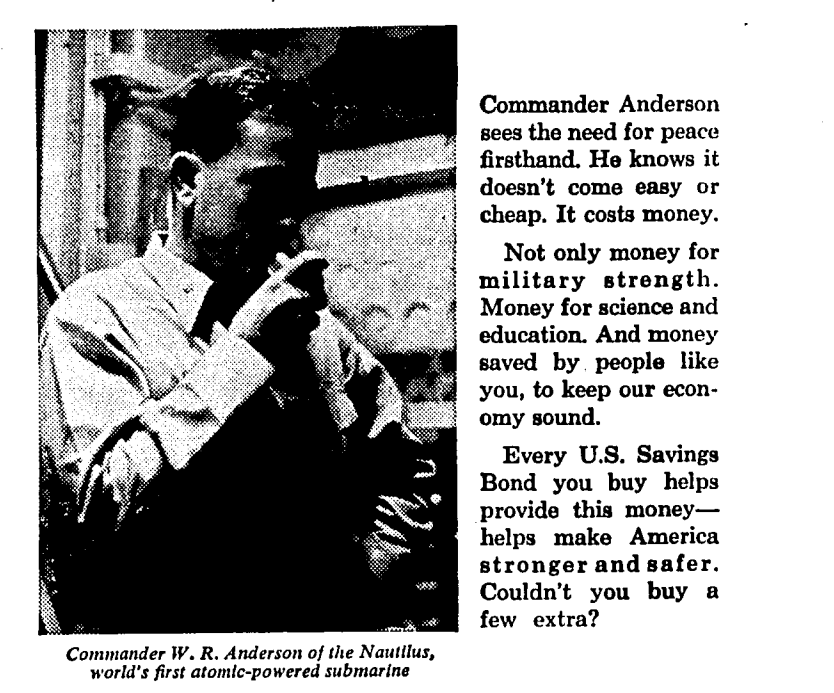 Commander Anderson
sees the need for peace
firsthand. He knows it
doesn't come easy or
cheap. It costs money.
Not only money for
military strength.
Money for science and
education. And money
saved by people like
you, to keep our econ-
omy sound.
Every U.S. Savings
Bond you buy helps
provide this money—
helps make America
stronger and safer.
Couldn't you buy a
few extra?
Commander W. R. Anderson of the Nautilus,
world's first atomic-powered submarine